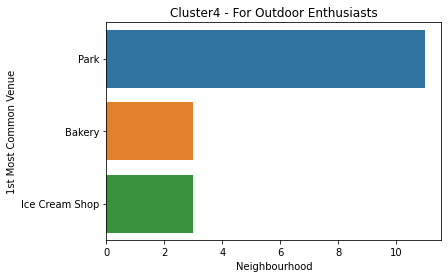 Cluster4 - For Outdoor Enthusiasts
1st Most Common Venue
Park
Bakery
Ice Cream Shop
0 2 4 6 8 10
Neighbourhood